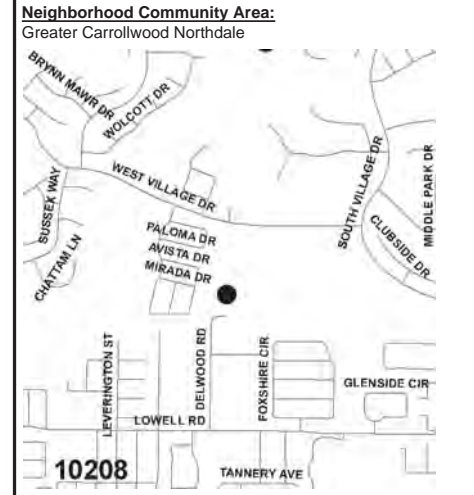 Neighborhood Community Area:
Greater Carrollwood Northdale
BRYNN MAWR DR
WOLCOTT DR
SUSSEX WAY
WEST VILLAGE DR
SOUTH VILLAGE DR
MIDDLE PARK DR
CLUBSIDE DR
CHATTAM LN
PALOMA DR
AVISTA DR
MIRADA DR
LEVERINGTON ST
DELWOOD RD
FOXSHIRE CIR
GLENSIDE CIR
LOWELL RD
10208
TANNERY AVE